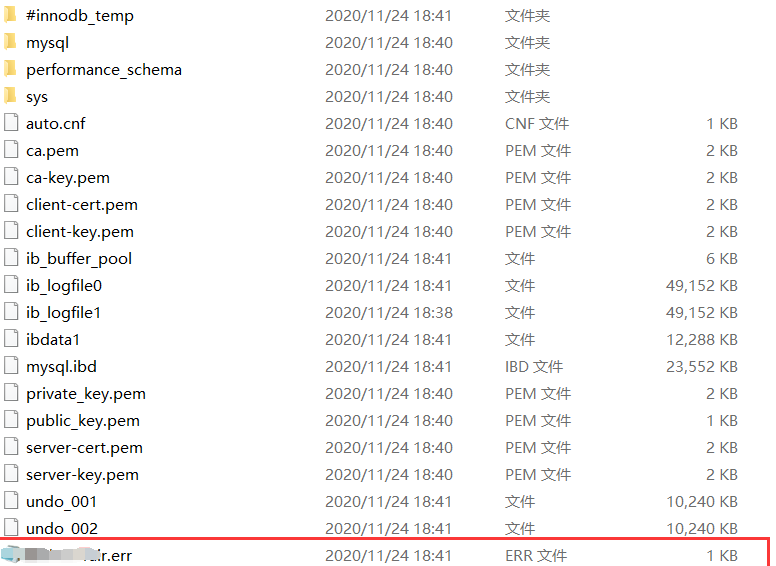 #innodb_temp 2020/11/24 18:41 文件夹
mysql 2020/11/24 18:40 文件夹
performance_schema 2020/11/24 18:40 文件夹
sys 2020/11/24 18:40 文件夹
auto.cnf 2020/11/24 18:40 CNF 文件 1 KB
ca.pem 2020/11/24 18:40 PEM 文件 2 KB
ca-key.pem 2020/11/24 18:40 PEM 文件 2 KB
client-cert.pem 2020/11/24 18:40 PEM 文件 2 KB
client-key.pem 2020/11/24 18:40 PEM 文件 2 KB
ib_buffer_pool 2020/11/24 18:41 文件 6 KB
ib_logfile0 2020/11/24 18:41 文件 49,152 KB
ib_logfile1 2020/11/24 18:38 文件 49,152 KB
ibdata1 2020/11/24 18:41 文件 12,288 KB
mysql.ibd 2020/11/24 18:41 IBD 文件 23,552 KB
private_key.pem 2020/11/24 18:40 PEM 文件 2 KB
public_key.pem 2020/11/24 18:40 PEM 文件 1 KB
server-cert.pem 2020/11/24 18:40 PEM 文件 2 KB
server-key.pem 2020/11/24 18:40 PEM 文件 2 KB
undo_001 2020/11/24 18:41 文件 10,240 KB
undo_002 2020/11/24 18:41 文件 10,240 KB
.err 2020/11/24 18:41 ERR 文件 1 KB